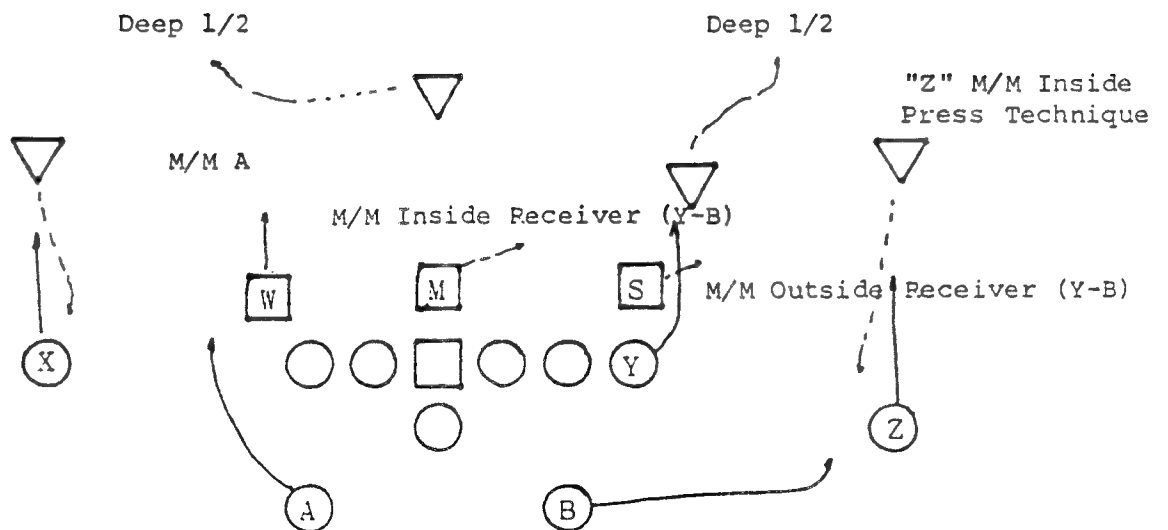 Deep 1/2
Deep 1/2
"Z" M/M Inside
Press Technique
M/M A
M/M Inside Receiver (Y-B)
W
M
S
M/M Outside Receiver (Y-B)
X
Y
Z
A
B